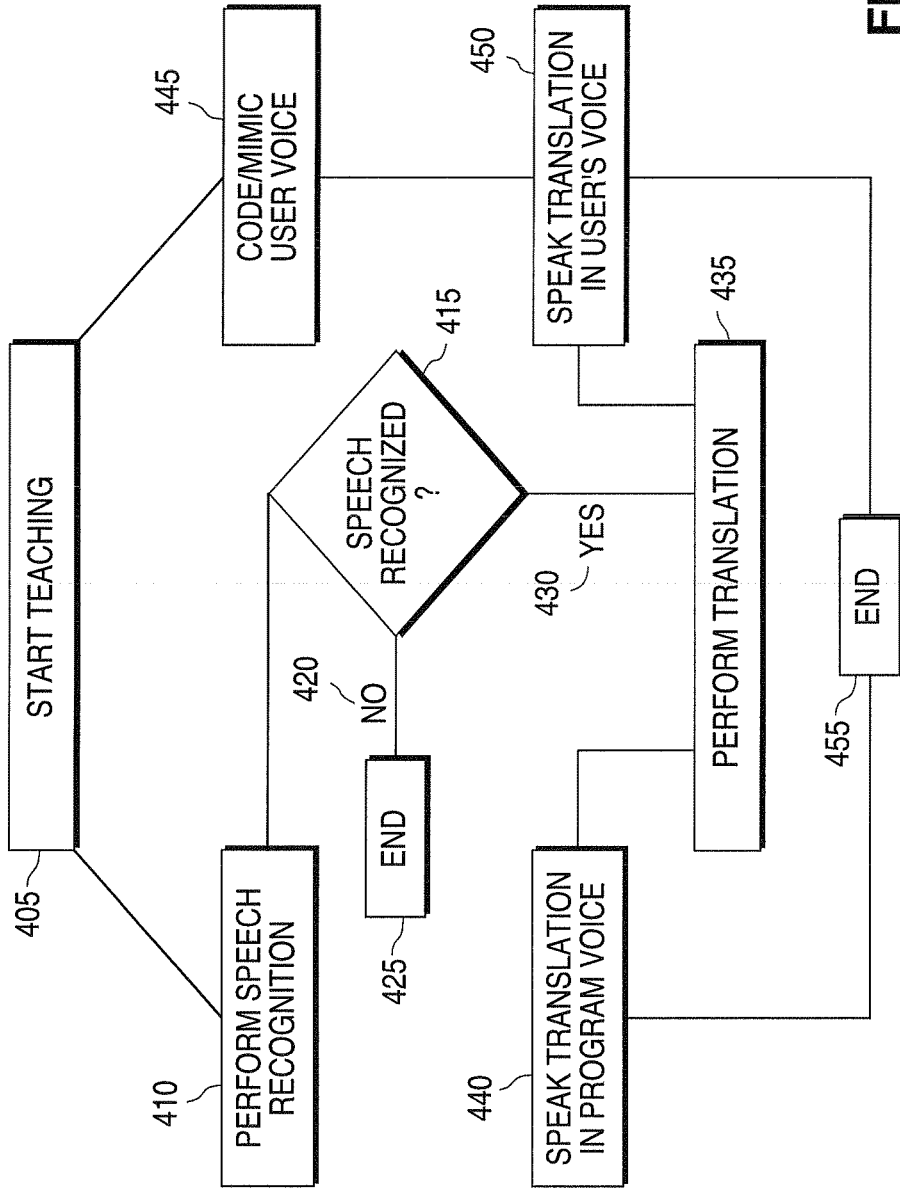 START TEACHING
405
PERFORM SPEECH
RECOGNITION
410
CODE/MIMIC
USER VOICE
445
SPEECH
RECOGNIZED
?
415
NO
420
END
425
YES
430
SPEAK TRANSLATION
IN PROGRAM VOICE
440
SPEAK TRANSLATION
IN USER'S VOICE
450
PERFORM TRANSLATION
435
END
455